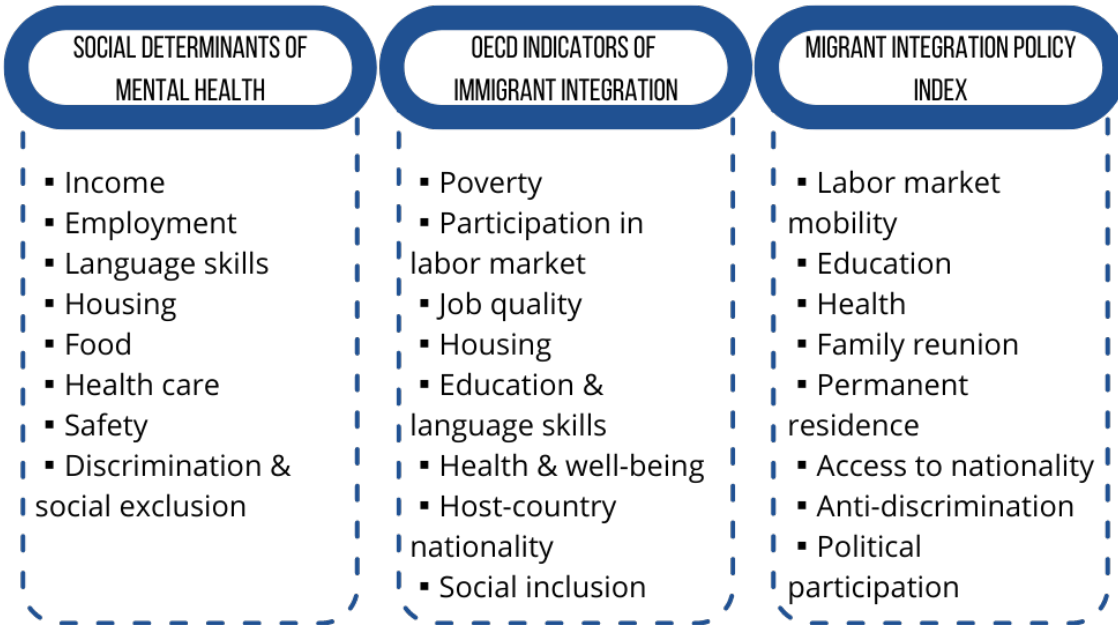 SOCIAL DETERMINANTS OF
MENTAL HEALTH
▪ Income
▪ Employment
▪ Language skills
▪ Housing
▪ Food
▪ Health care
▪ Safety
▪ Discrimination &
social exclusion
OECD INDICATORS OF
IMMIGRANT INTEGRATION
▪ Poverty
▪ Participation in
labor market
▪ Job quality
▪ Housing
▪ Education &
language skills
▪ Health & well-being
▪ Host-country
nationality
▪ Social inclusion
MIGRANT INTEGRATION POLICY
INDEX
▪ Labor market
mobility
▪ Education
▪ Health
▪ Family reunion
▪ Permanent
residence
▪ Access to nationality
▪ Anti-discrimination
▪ Political
participation